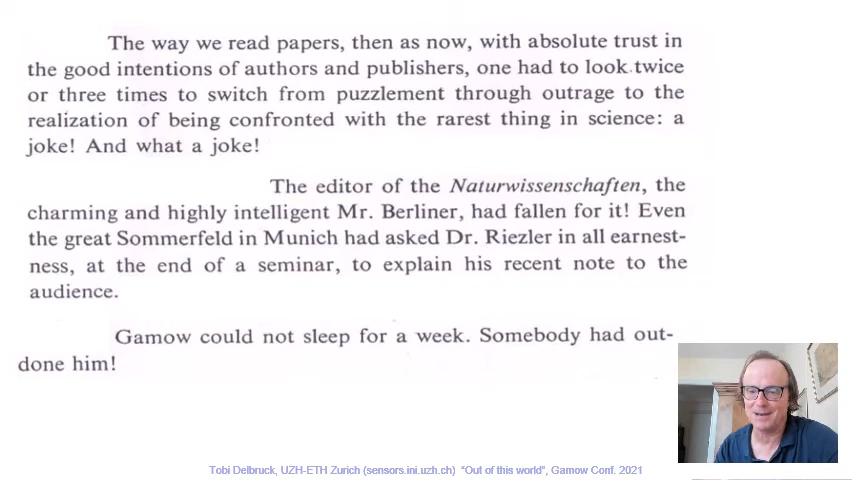 The way we read papers, then as now, with absolute trust in
the good intentions of authors and publishers, one had to look twice
or three times to switch from puzzlement through outrage to the
realization of being confronted with the rarest thing in science: a
joke! And what a joke!
The editor of the Naturwissenschaften, the
charming and highly intelligent Mr. Berliner, had fallen for it! Even
the great Sommerfeld in Munich had asked Dr. Riezler in all earnest-
ness, at the end of a seminar, to explain his recent note to the
audience.
Gamow could not sleep for a week. Somebody had out-
done him!
Tobi Delbruck, UZH-ETH Zurich (sensors.ini.uzh.ch) "Out of this world", Gamow Conf. 2021